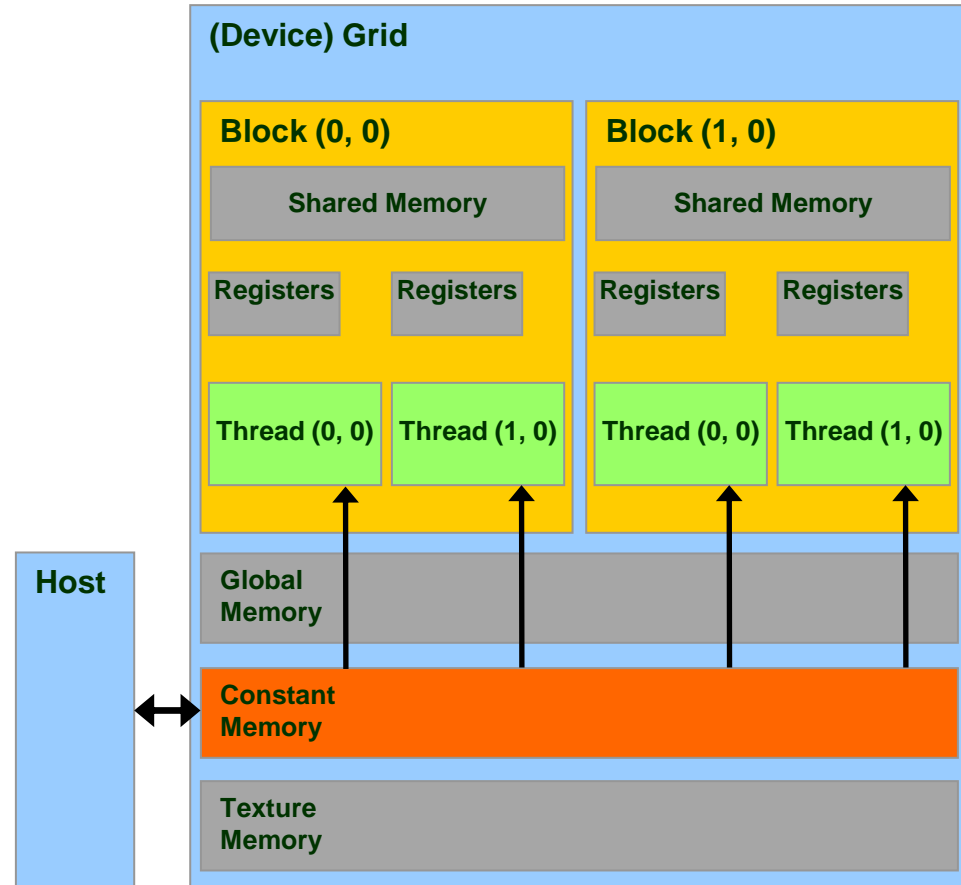 (Device) Grid
Block (0, 0)
Block (1, 0)
Shared Memory
Shared Memory
Registers
Registers
Registers
Registers
Thread (0, 0)
Thread (1, 0)
Thread (0, 0)
Thread (1, 0)
Host
Global
Memory
Constant
Memory
Texture
Memory